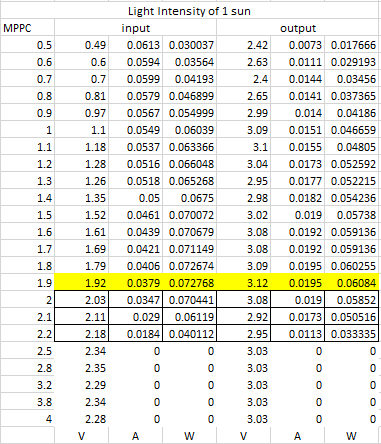 Light Intensity of 1 sun
MPPC input output
0.5 0.49 0.0613 0.030037 2.42 0.0073 0.017666
0.6 0.6 0.0594 0.03564 2.63 0.0111 0.029193
0.7 0.7 0.0599 0.04193 2.4 0.0144 0.03456
0.8 0.81 0.0579 0.046899 2.65 0.0141 0.037365
0.9 0.97 0.0567 0.054999 2.99 0.014 0.04186
1 1.1 0.0549 0.06039 3.09 0.0151 0.046659
1.1 1.18 0.0537 0.063366 3.1 0.0155 0.04805
1.2 1.28 0.0516 0.066048 3.04 0.0173 0.052592
1.3 1.26 0.0518 0.065268 2.95 0.0177 0.052215
1.4 1.35 0.05 0.0675 2.98 0.0182 0.054236
1.5 1.52 0.0461 0.070072 3.02 0.019 0.05738
1.6 1.61 0.0439 0.070679 3.08 0.0192 0.059136
1.7 1.69 0.0421 0.071149 3.08 0.0192 0.059136
1.8 1.79 0.0406 0.072674 3.09 0.0195 0.060255
1.9 1.92 0.0379 0.072768 3.12 0.0195 0.06084
2 2.03 0.0347 0.070441 3.08 0.019 0.05852
2.1 2.11 0.029 0.06119 2.92 0.0173 0.050516
2.2 2.18 0.0184 0.040112 2.95 0.0113 0.033335
2.5 2.34 0 0 3.03 0 0
2.8 2.35 0 0 3.03 0 0
3.2 2.29 0 0 3.03 0 0
3.8 2.34 0 0 3.03 0 0
4 2.28 0 0 3.03 0 0
V A W V A W